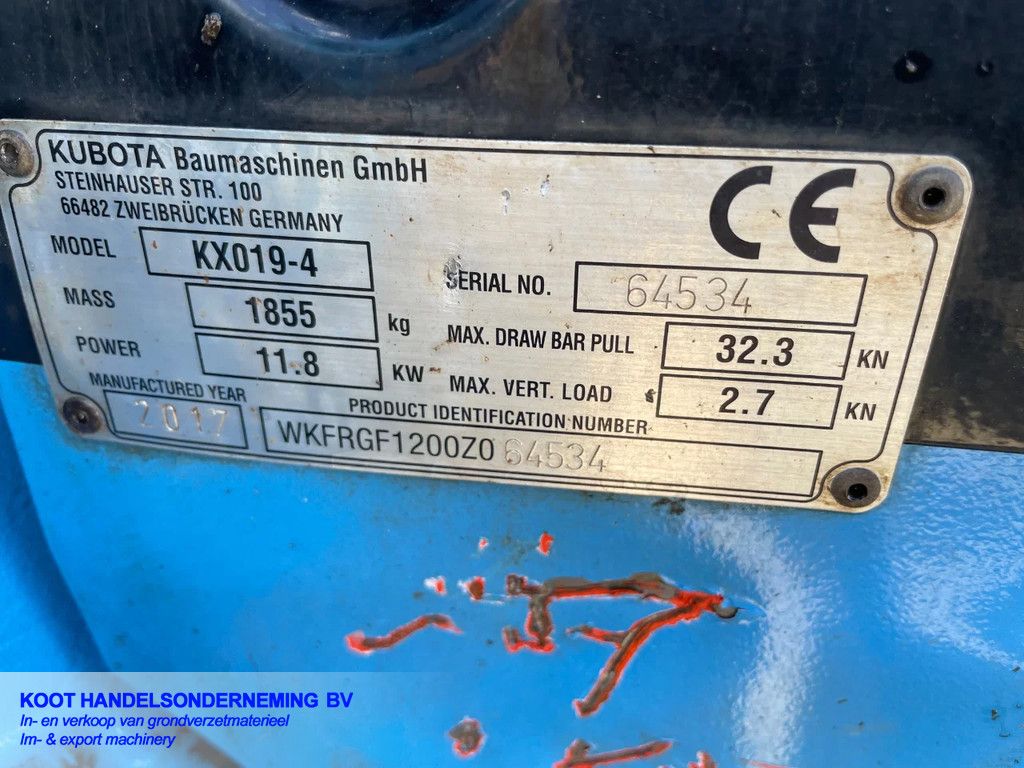 KUBOTA Baumaschinen GmbH
STEINHAUSER STR. 100
66482 ZWEIBRÜCKEN GERMANY
CE
MODEL KX019-4
MASS 1855 kg
POWER 11.8 KW
SERIAL NO. 64534
MAX. DRAW BAR PULL 32.3 KN
MAX. VERT. LOAD 2.7 KN
MANUFACTURED YEAR
2017
PRODUCT IDENTIFICATION NUMBER
WKFRGF1200Z064534
KOOT HANDELSONDERNEMING BV
In- en verkoop van grondverzetmaterieel
Im- & export machinery